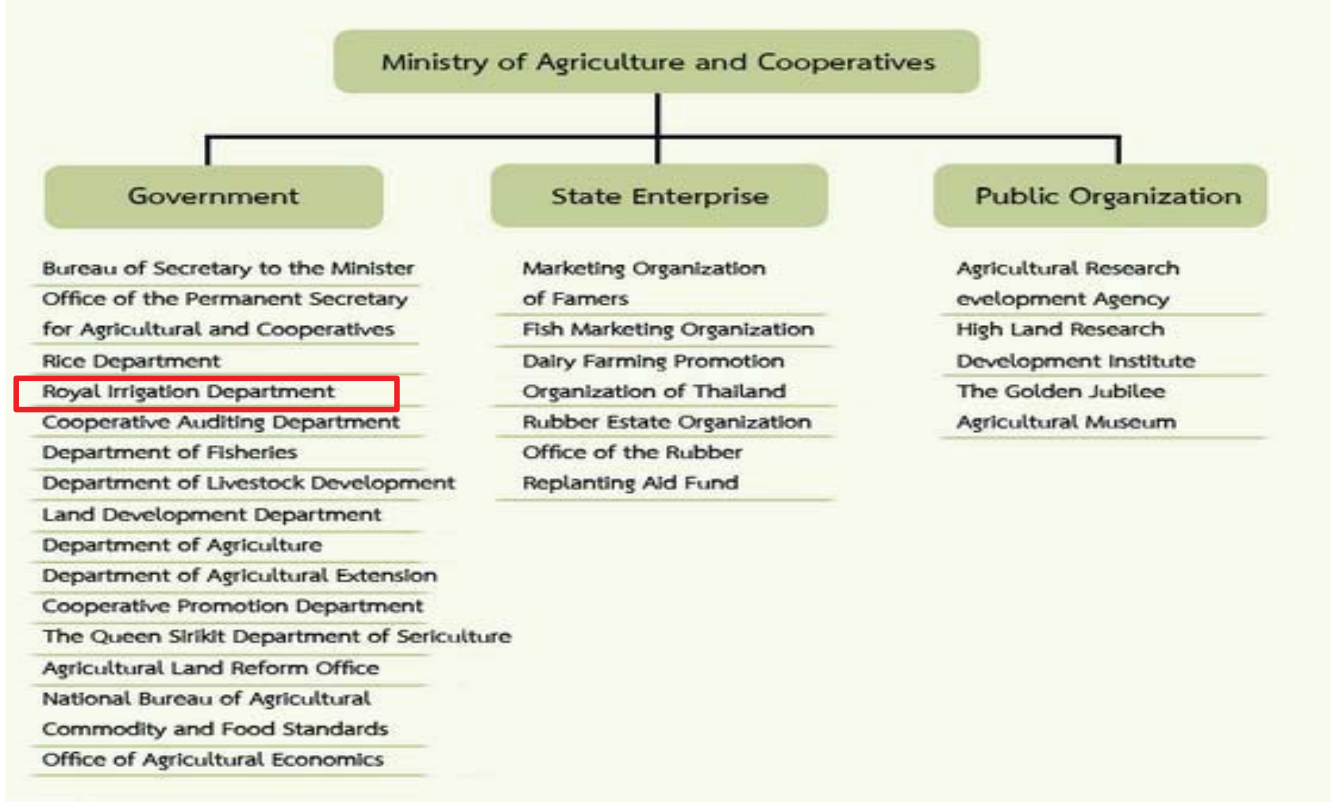 Ministry of Agriculture and Cooperatives
Government
Bureau of Secretary to the Minister
Office of the Permanent Secretary
for Agricultural and Cooperatives
Rice Department
Royal Irrigation Department
Cooperative Auditing Department
Department of Fisheries
Department of Livestock Development
Land Development Department
Department of Agriculture
Department of Agricultural Extension
Cooperative Promotion Department
The Queen Sirikit Department of Sericulture
Agricultural Land Reform Office
National Bureau of Agricultural
Commodity and Food Standards
Office of Agricultural Economics
State Enterprise
Marketing Organization
of Famers
Fish Marketing Organization
Dairy Farming Promotion
Organization of Thailand
Rubber Estate Organization
Office of the Rubber
Replanting Aid Fund
Public Organization
Agricultural Research
evelopment Agency
High Land Research
Development Institute
The Golden Jubilee
Agricultural Museum